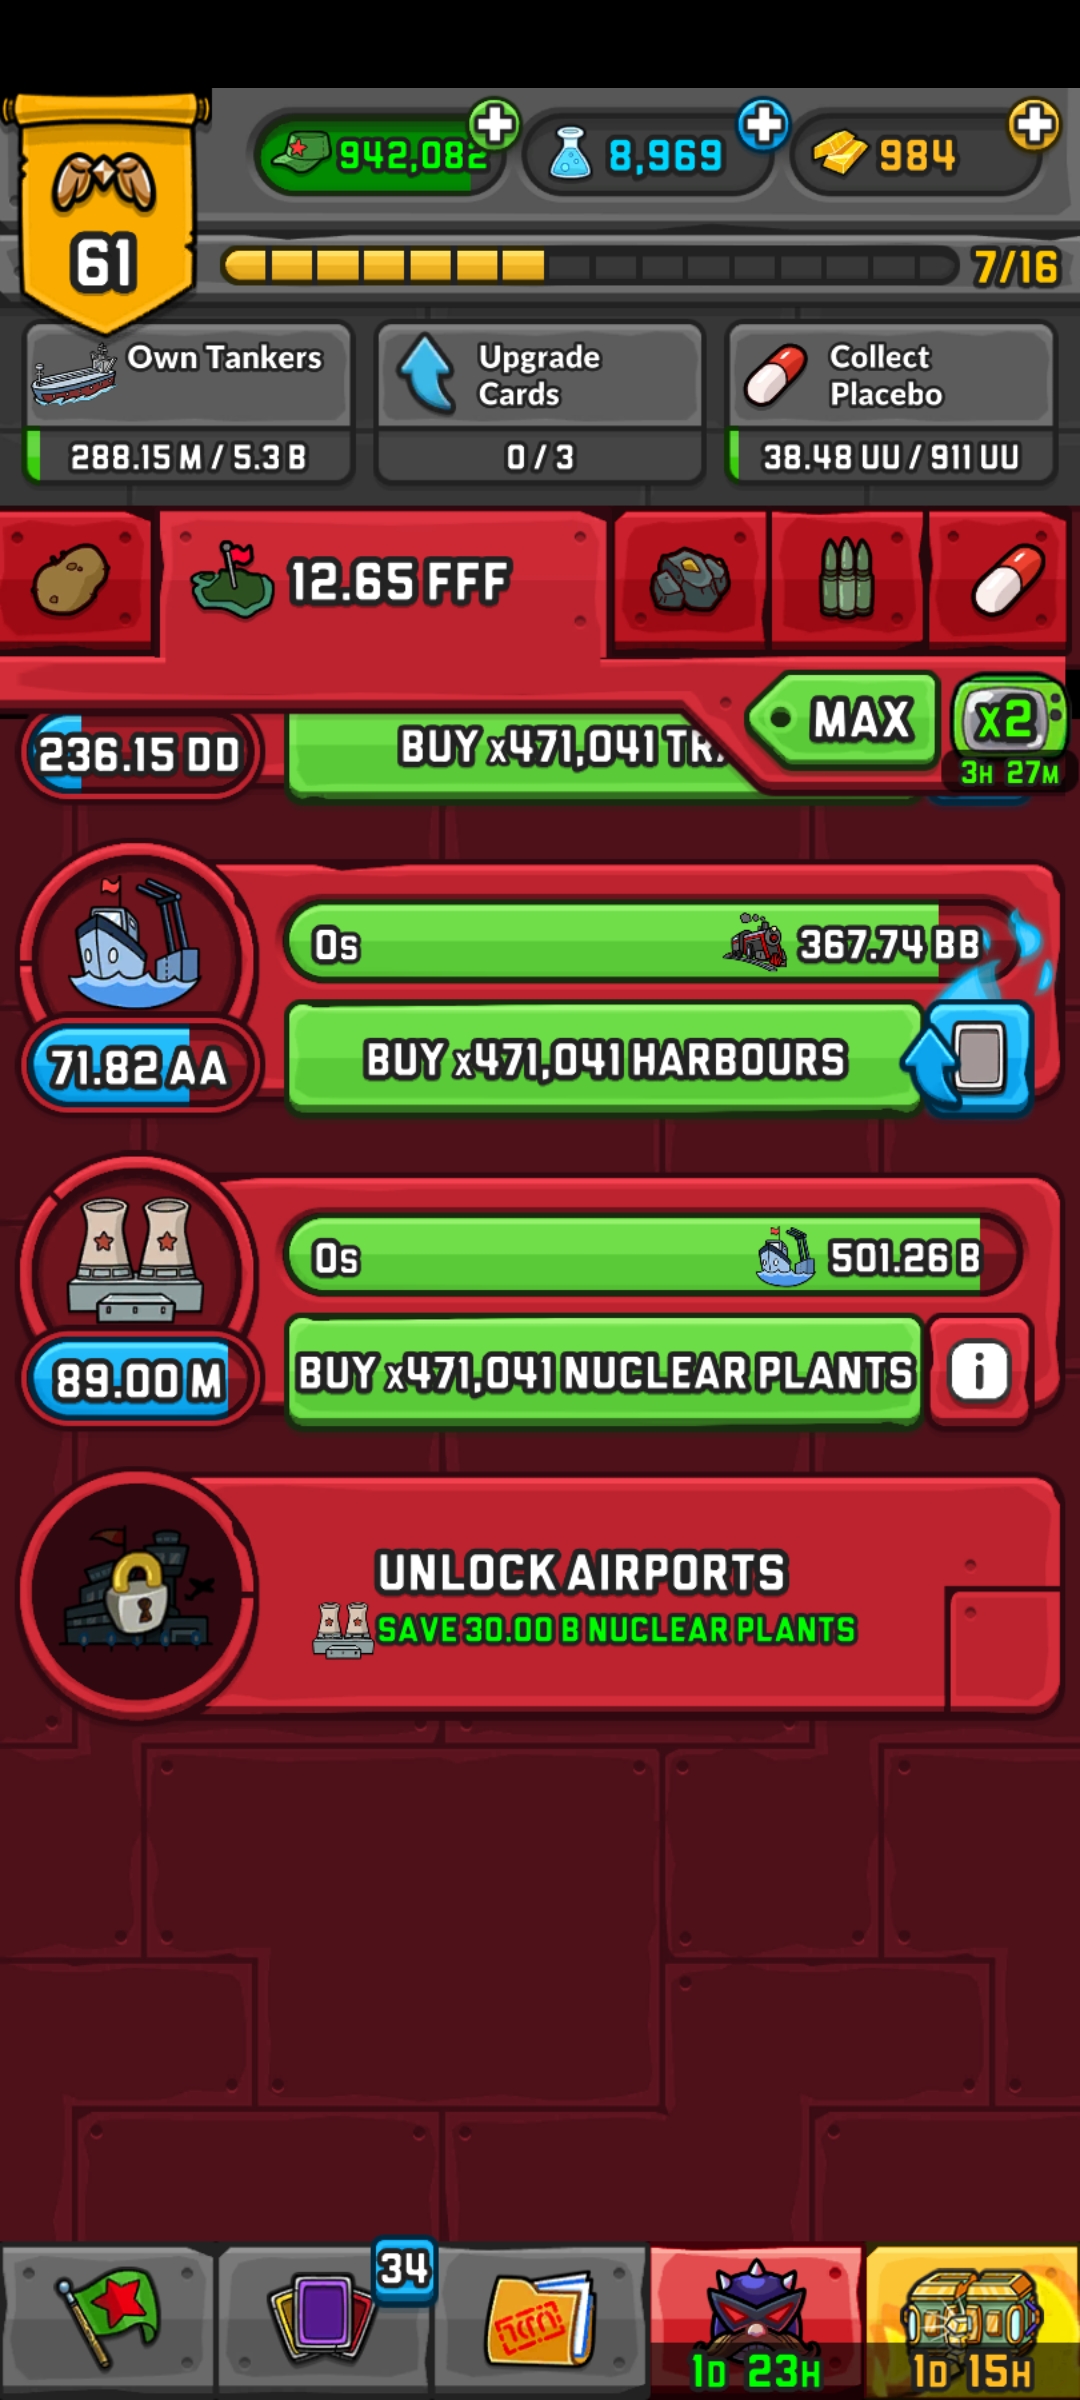 942,082
8,969
984
61
7/16
Own Tankers
288.15 M / 5.3 B
Upgrade
Cards
0 / 3
Collect
Placebo
38.48 UU / 911 UU
12.65 FFF
MAX
x2
3H 27M
236.15 DD
BUY x471,041
71.82 AA
0s
367.74 BB
BUY x471,041 HARBOURS
89.00 M
0s
501.26 B
BUY x471,041 NUCLEAR PLANTS
i
UNLOCK AIRPORTS
SAVE 30.00 B NUCLEAR PLANTS
34
1D 23H
1D 15H